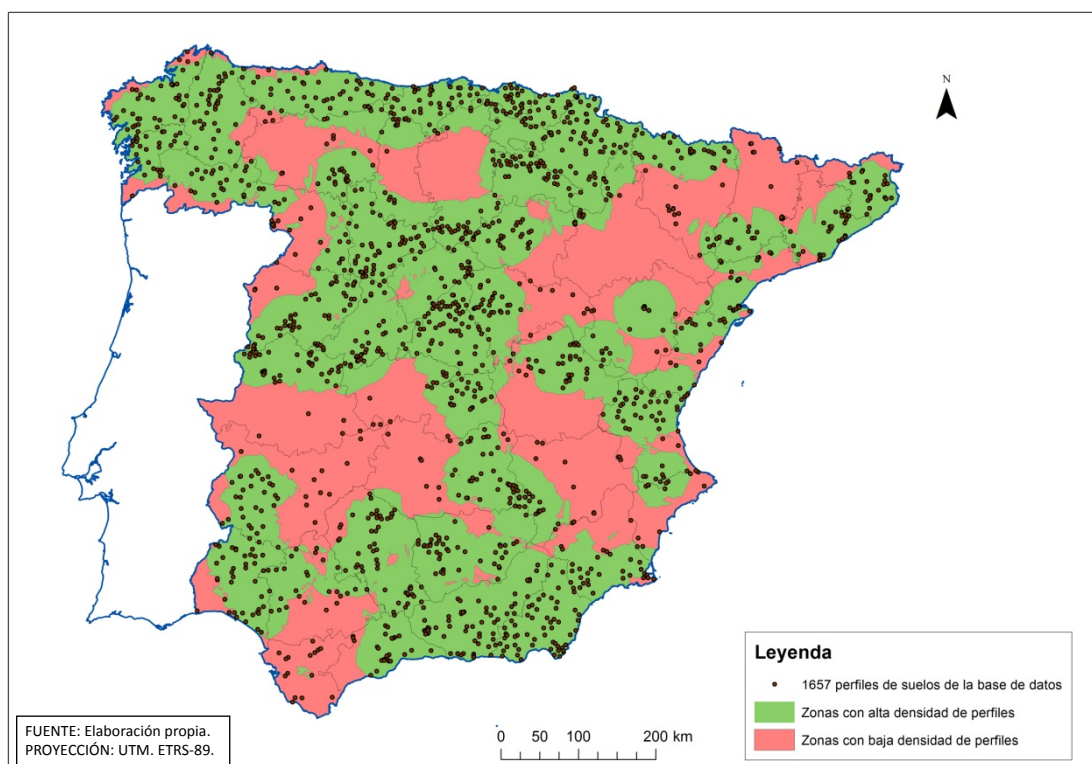 N
Leyenda
1657 perfiles de suelos de la base de datos
Zonas con alta densidad de perfiles
Zonas con baja densidad de perfiles
FUENTE: Elaboración propia.
PROYECCIÓN: UTM. ETRS-89.
0 50 100 200 km